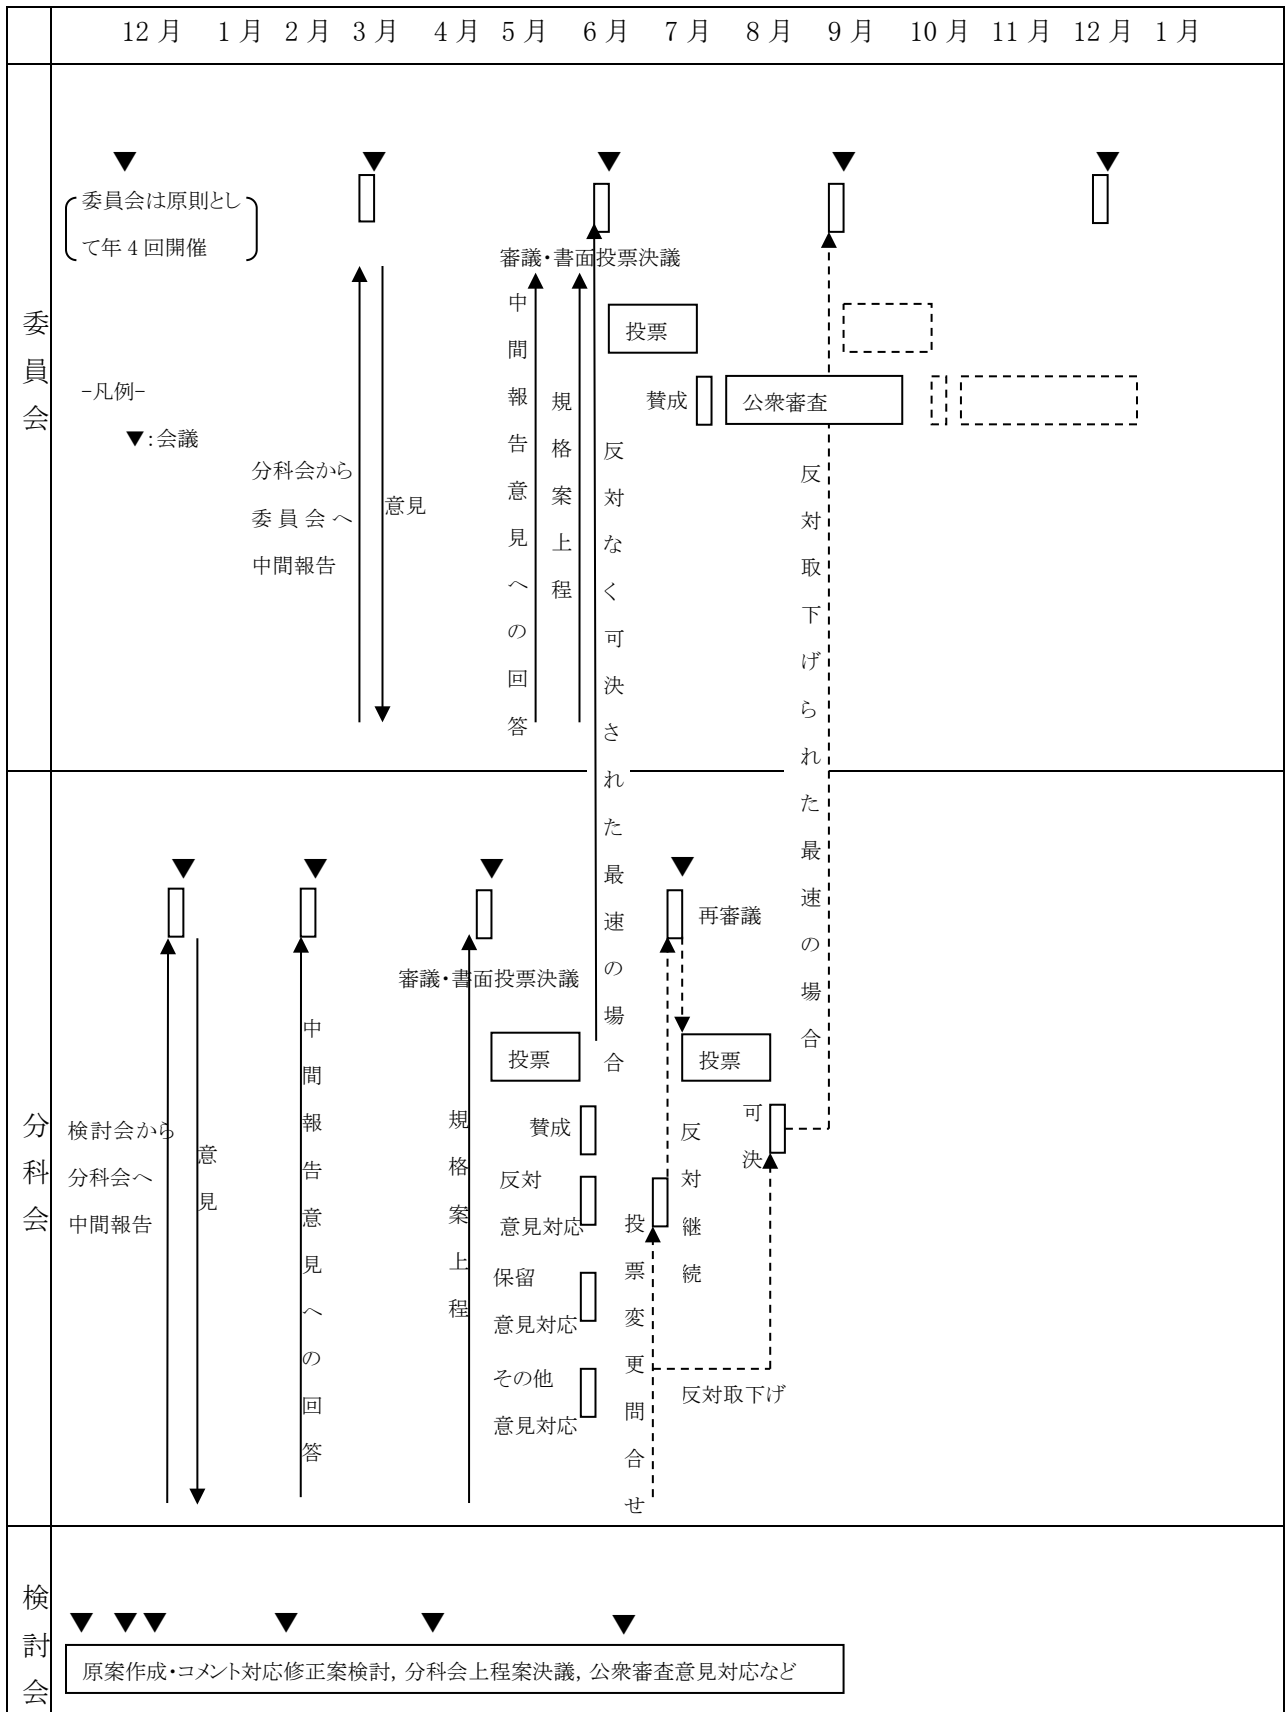 12月 1月 2月 3月 4月 5月 6月 7月 8月 9月 10月 11月 12月 1月
委員会
委員会は原則とし
て年4回開催
審議・書面投票決議
投票
賛成
公衆審査
-凡例-
▼:会議
分科会から
委員会へ
中間報告
意見
中間報告意見への回答
規格案上程
反対なく可決された最速の場合
反対取下げられた最速の場合
分科会
再審議
審議・書面投票決議
投票
投票
検討会から
分科会へ
中間報告
意見
中間報告意見への回答
規格案上程
賛成
反対
意見対応
保留
意見対応
その他
意見対応
投票変更問合せ
反対継続
可決
反対取下げ
検討会
原案作成・コメント対応修正案検討, 分科会上程案決議, 公衆審査意見対応など